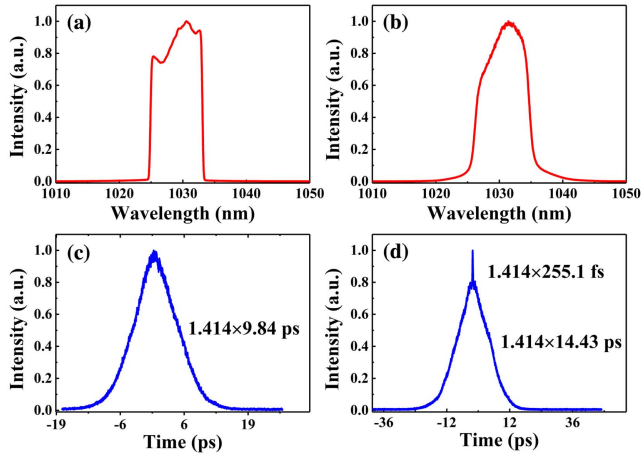 (a)
Intensity (a.u.)
1.0
0.8
0.6
0.4
0.2
0.0
1010 1020 1030 1040 1050
Wavelength (nm)
(b)
Intensity (a.u.)
1.0
0.8
0.6
0.4
0.2
0.0
1010 1020 1030 1040 1050
Wavelength (nm)
(c)
Intensity (a.u.)
1.0
0.8
0.6
0.4
0.2
0.0
1.414×9.84 ps
-19 -6 6 19
Time (ps)
(d)
Intensity (a.u.)
1.0
0.8
0.6
0.4
0.2
0.0
1.414×255.1 fs
1.414×14.43 ps
-36 -12 12 36
Time (ps)